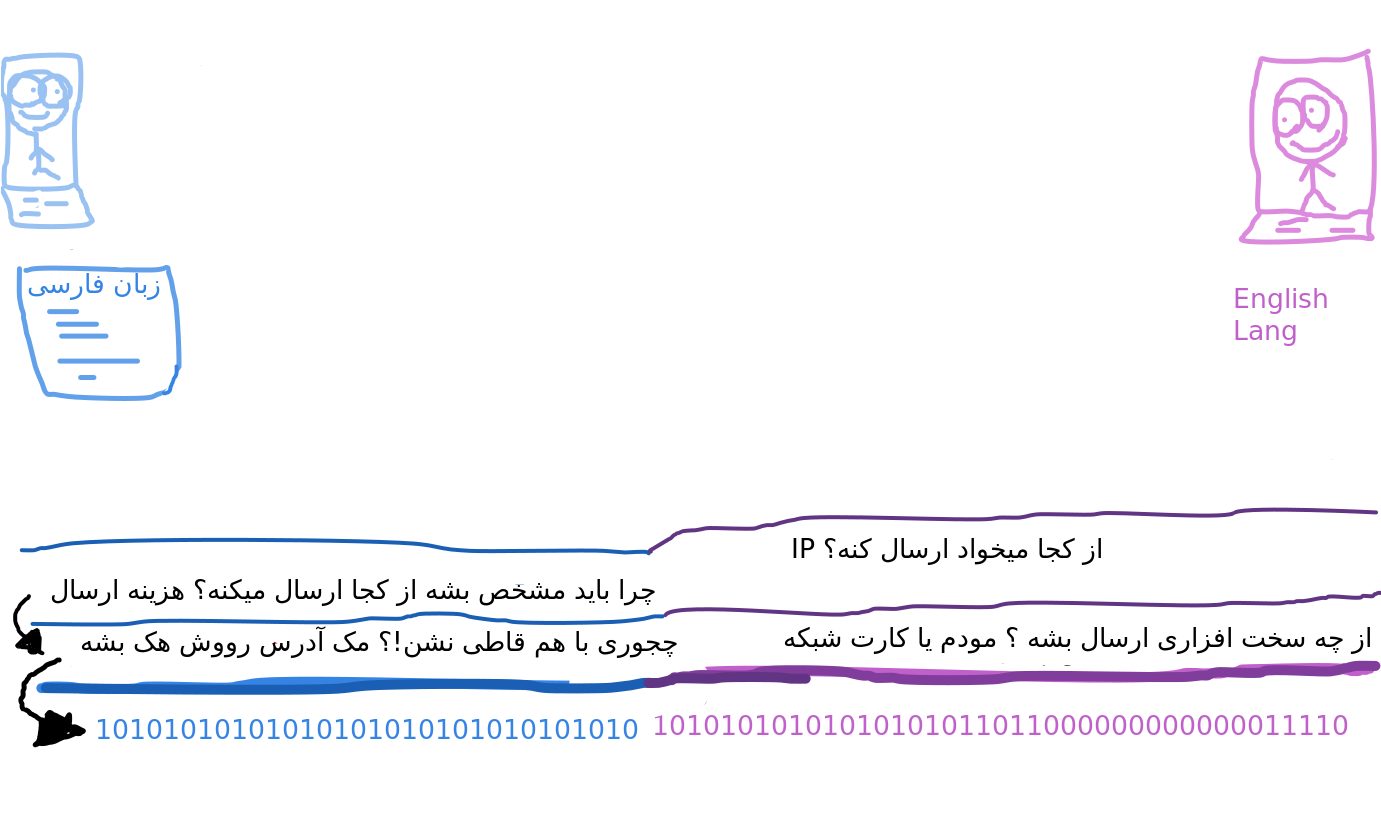 زبان فارسی
English
Lang
از کجا میخواد ارسال کنه؟ IP
چرا باید مشخص بشه از کجا ارسال میکنه؟ هزینه ارسال
از چه سخت افزاری ارسال بشه ؟ مودم یا کارت شبکه
چجوری با هم قاطی نشن!؟ مک آدرس رووش هک بشه
10101010101010101010101010101010
10101010101010101011011000000000000011110